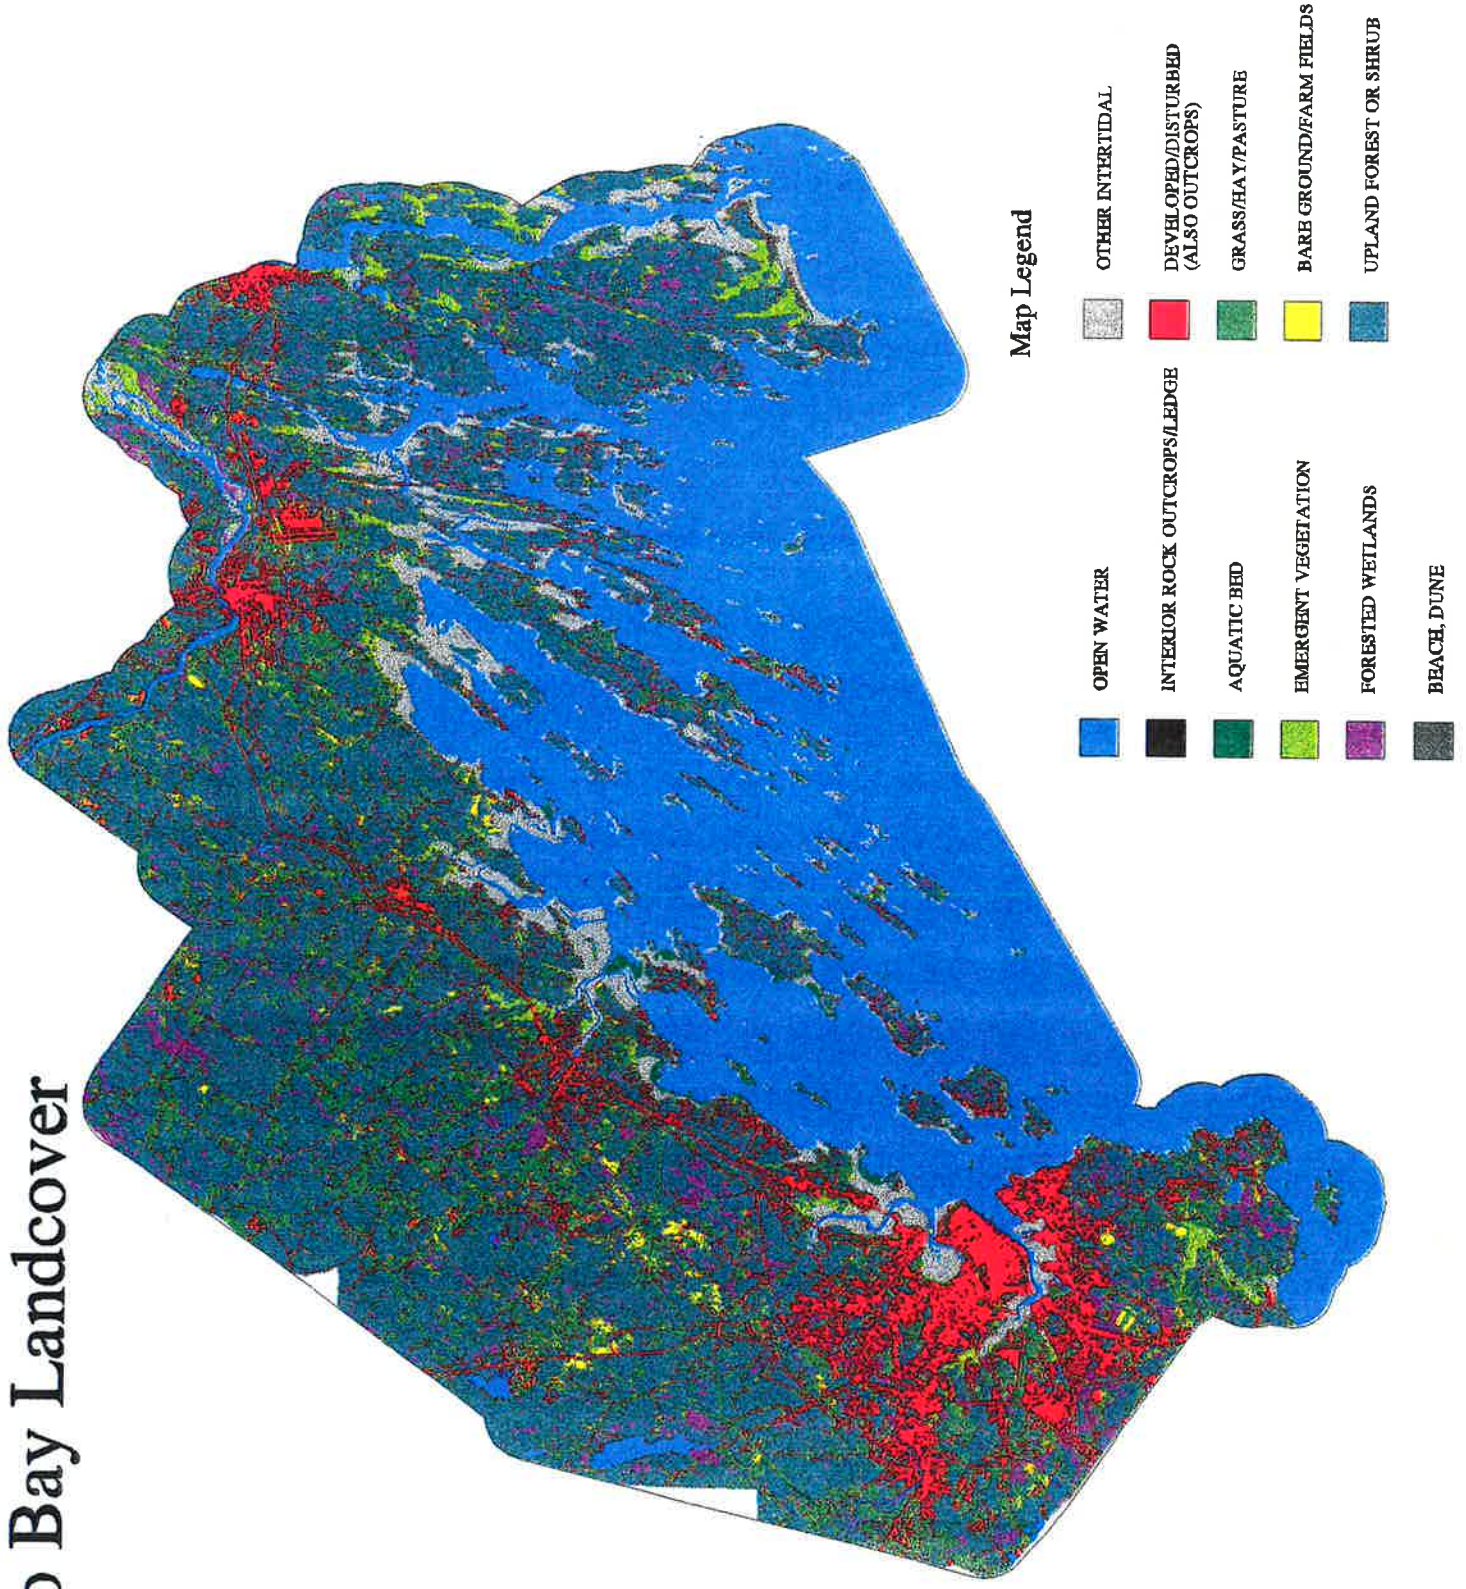 o Bay Landcover
Map Legend
OPEN WATER
INTERIOR ROCK OUTCROPS/LEDGE
AQUATIC BED
EMERGENT VEGETATION
FORESTED WETLANDS
BEACH, DUNE
OTHER INTERTIDAL
DEVELOPED/DISTURBED
(ALSO OUTCROPS)
GRASS/HAY/PASTURE
BARE GROUND/FARM FIELDS
UPLAND FOREST OR SHRUB